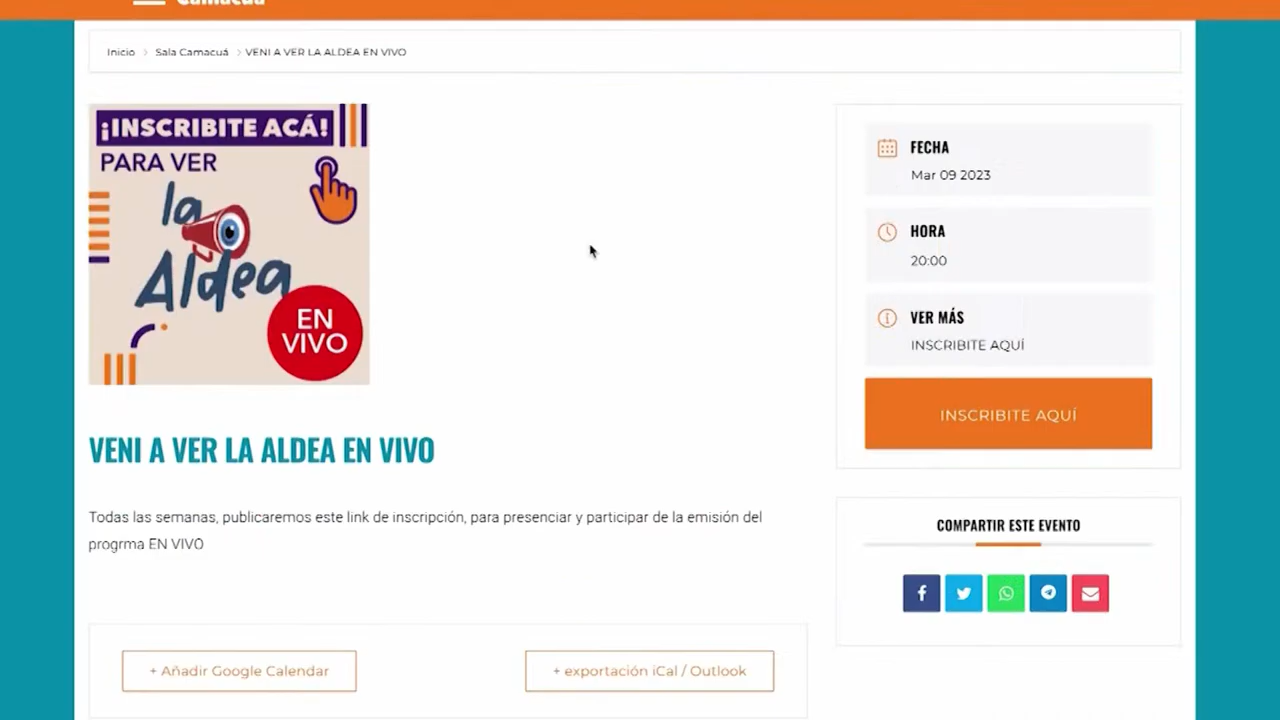 Camacuá
Inicio > Sala Camacuá > VENI A VER LA ALDEA EN VIVO
¡INSCRIBITE ACÁ!
PARA VER
la
Aldea
EN
VIVO
FECHA
Mar 09 2023
HORA
20:00
VER MÁS
INSCRIBITE AQUÍ
INSCRIBITE AQUÍ
VENI A VER LA ALDEA EN VIVO
Todas las semanas, publicaremos este link de inscripción, para presenciar y participar de la emisión del
progrma EN VIVO
COMPARTIR ESTE EVENTO
+ Añadir Google Calendar
+ exportación iCal / Outlook